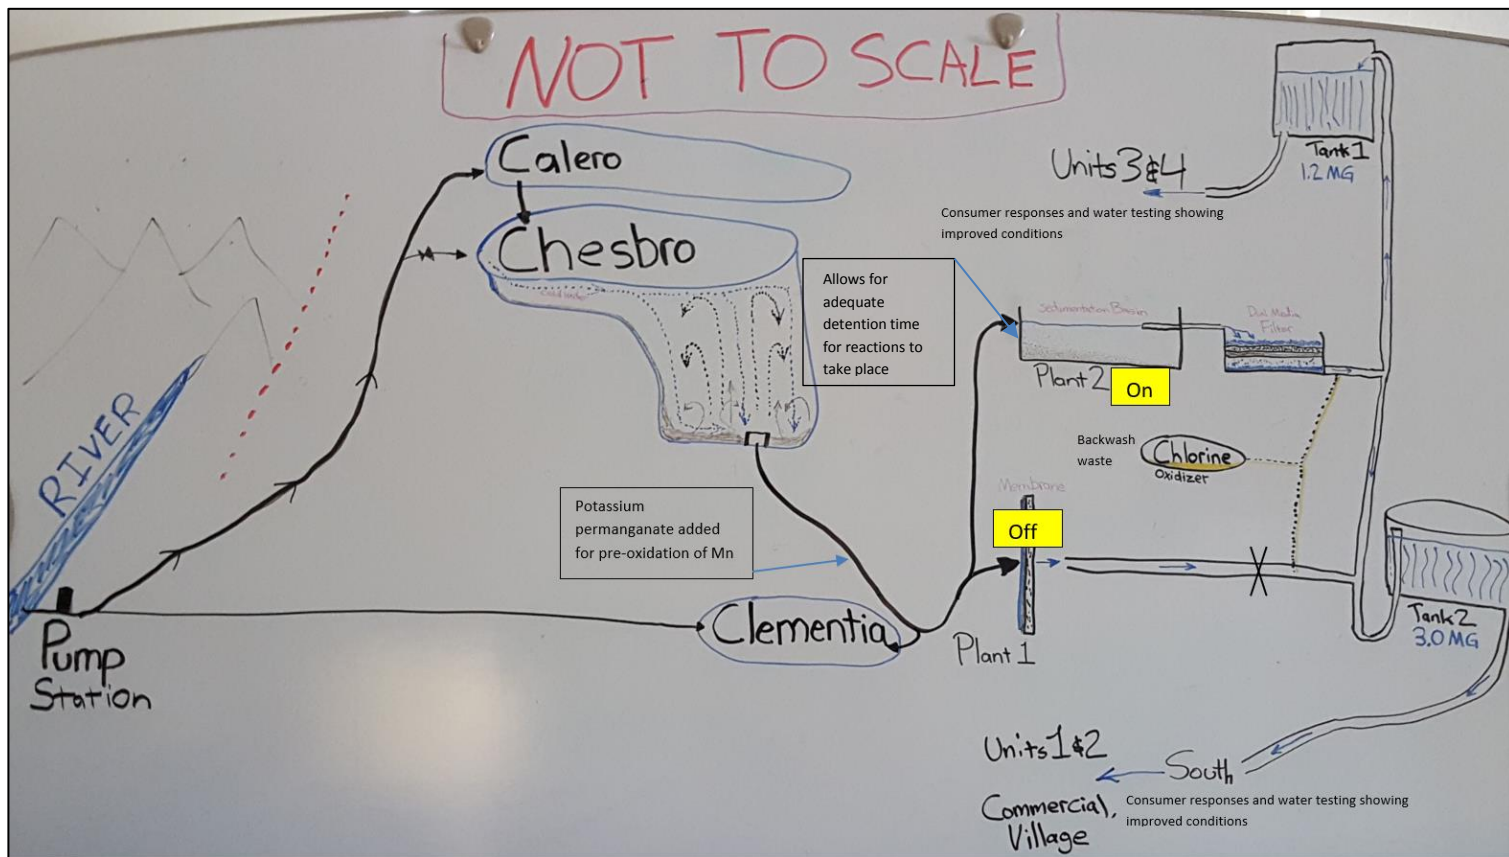 NOT TO SCALE
Calero
Chesbro
cold water
RIVER
Pump
Station
Clementia
Potassium
permanganate added
for pre-oxidation of Mn
Allows for
adequate
detention time
for reactions to
take place
Units 3&4
Consumer responses and water testing showing
improved conditions
Tank 1
1.2 MG
Sedimentation Basin
Plant 2
On
Dual Media
Filter
Backwash
waste
Chlorine
oxidizer
Membrane
Off
Plant 1
Tank 2
3.0 MG
Units 1&2
South
Commercial,
Village
Consumer responses and water testing showing
improved conditions